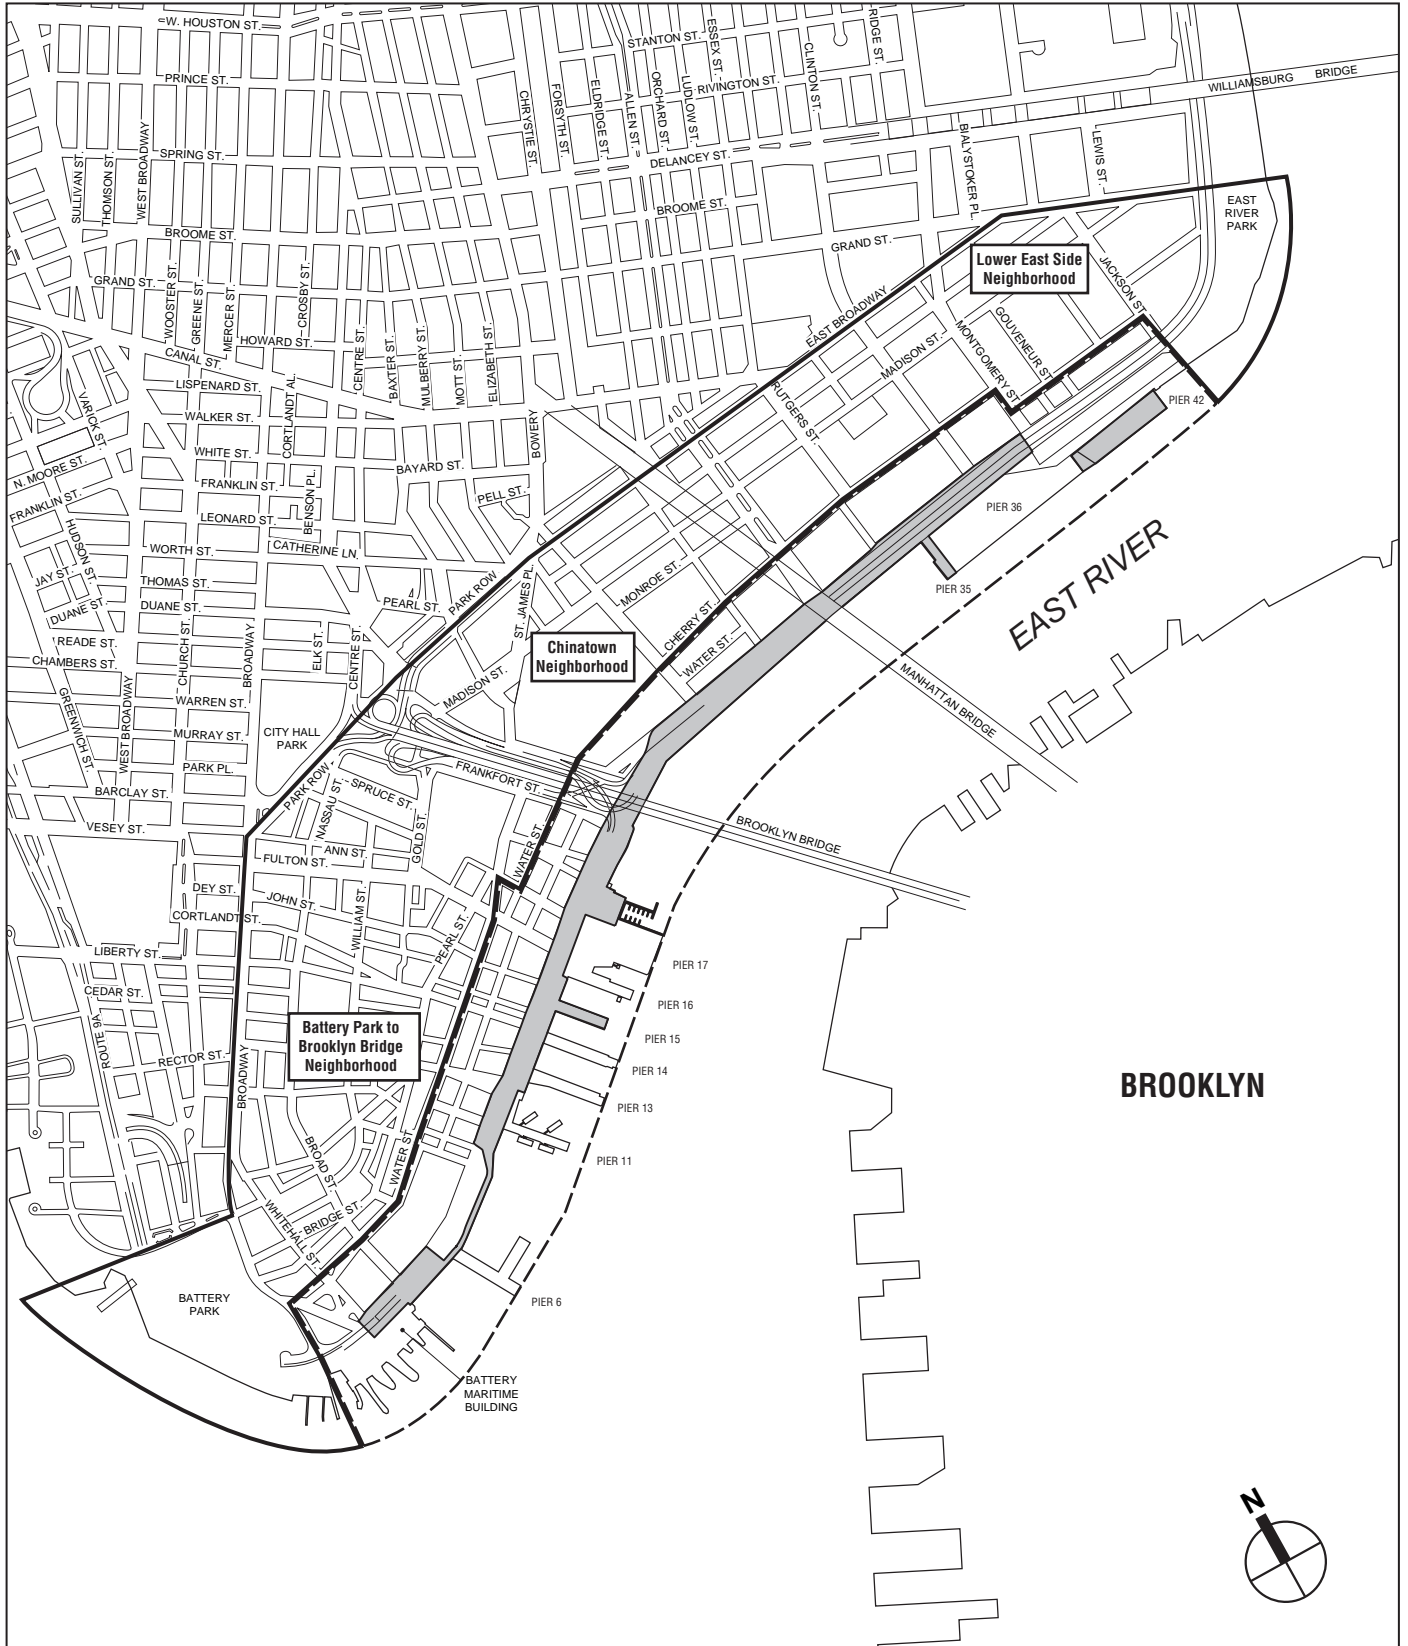 W. HOUSTON ST.
STANTON ST.
ESSEX ST.
RIDGE ST.
CLINTON ST.
PRINCE ST.
RIVINGTON ST.
WILLIAMSBURG BRIDGE
CHRYSTIE ST.
FORSYTH ST.
ELDRIDGE ST.
ALLEN ST.
ORCHARD ST.
LUDLOW ST.
SULLIVAN ST.
THOMSON ST.
WEST BROADWAY
SPRING ST.
DELANCEY ST.
BIALYSTOKER PL.
LEWIS ST.
BROOME ST.
BROOME ST.
GRAND ST.
EAST
RIVER
PARK
Lower East Side
Neighborhood
JACKSON ST.
GRAND ST.
WOOSTER ST.
GREENE ST.
MERCER ST.
CROSBY ST.
HOWARD ST.
CANAL ST.
CENTRE ST.
BAXTER ST.
MULBERRY ST.
MOTT ST.
ELIZABETH ST.
EAST BROADWAY
MADISON ST.
MONTGOMERY ST.
GOUVENEUR ST.
LISPENARD ST.
WALKER ST.
CORTLANDT AL.
VARICK ST.
RUTGERS ST.
PIER 42
BOWERY
WHITE ST.
BAYARD ST.
N. MOORE ST.
FRANKLIN ST.
FRANKLIN ST.
BENSON PL.
PELL ST.
LEONARD ST.
PIER 36
HUDSON ST.
WORTH ST.
CATHERINE LN.
EAST RIVER
JAY ST.
THOMAS ST.
PARK ROW
ST. JAMES PL.
MONROE ST.
PIER 35
DUANE ST.
DUANE ST.
PEARL ST.
CHERRY ST.
READE ST.
CHURCH ST.
BROADWAY
ELK ST.
CENTRE ST.
Chinatown
Neighborhood
WATER ST.
CHAMBERS ST.
MANHATTAN BRIDGE
GREENWICH ST.
WEST BROADWAY
WARREN ST.
MADISON ST.
MURRAY ST.
CITY HALL
PARK
PARK PL.
PARK ROW
FRANKFORT ST.
BARCLAY ST.
NASSAU ST.
SPRUCE ST.
VESEY ST.
GOLD ST.
WATER ST.
BROOKLYN BRIDGE
ANN ST.
FULTON ST.
DEY ST.
JOHN ST.
CORTLANDT ST.
WILLIAM ST.
PEARL ST.
LIBERTY ST.
PIER 17
CEDAR ST.
PIER 16
ROUTE 9A
Battery Park to
Brooklyn Bridge
Neighborhood
PIER 15
RECTOR ST.
BROADWAY
PIER 14
BROOKLYN
PIER 13
BROAD ST.
WATER ST.
PIER 11
WHITEHALL ST.
BRIDGE ST.
BATTERY
PARK
PIER 6
BATTERY
MARITIME
BUILDING
N